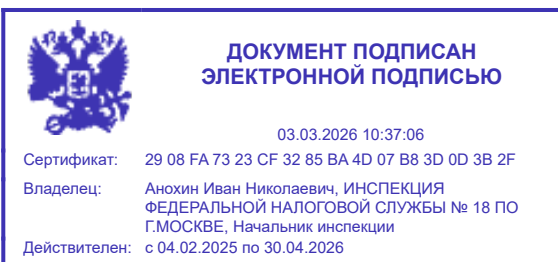 ДОКУМЕНТ ПОДПИСАН
ЭЛЕКТРОННОЙ ПОДПИСЬЮ
03.03.2026 10:37:06
Сертификат: 29 08 FA 73 23 CF 32 85 BA 4D 07 B8 3D 0D 3B 2F
Владелец: Анохин Иван Николаевич, ИНСПЕКЦИЯ
ФЕДЕРАЛЬНОЙ НАЛОГОВОЙ СЛУЖБЫ № 18 ПО
Г.МОСКВЕ, Начальник инспекции
Действителен: с 04.02.2025 по 30.04.2026